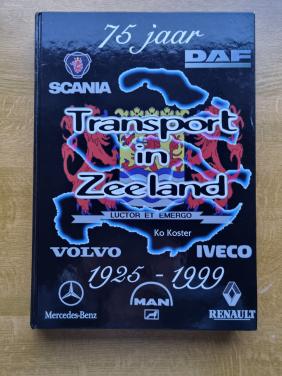 75 jaar
DAF
SCANIA
Transport
in
Zeeland
LUCTOR ET EMERGO
Ko Koster
VOLVO
IVECO
1925 - 1999
Mercedes-Benz
MAN
RENAULT